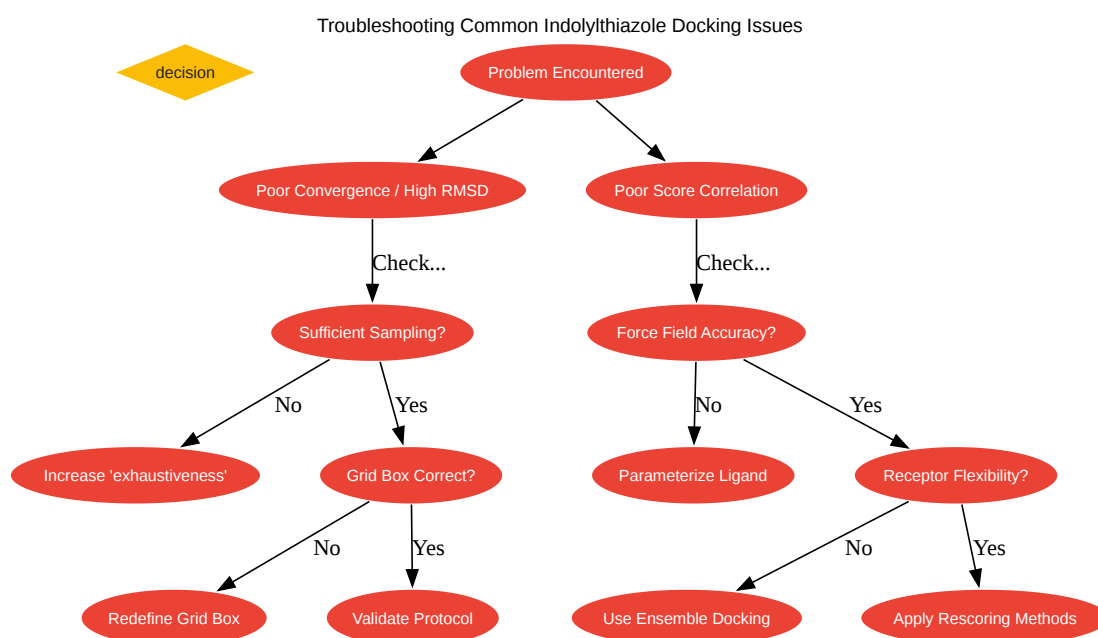 Troubleshooting Common Indolylthiazole Docking Issues
decision
Problem Encountered
Poor Convergence / High RMSD
Poor Score Correlation
Check...
Check...
Sufficient Sampling?
Force Field Accuracy?
No
Yes
No
Yes
Increase 'exhaustiveness'
Grid Box Correct?
Parameterize Ligand
Receptor Flexibility?
No
Yes
No
Yes
Redefine Grid Box
Validate Protocol
Use Ensemble Docking
Apply Rescoring Methods